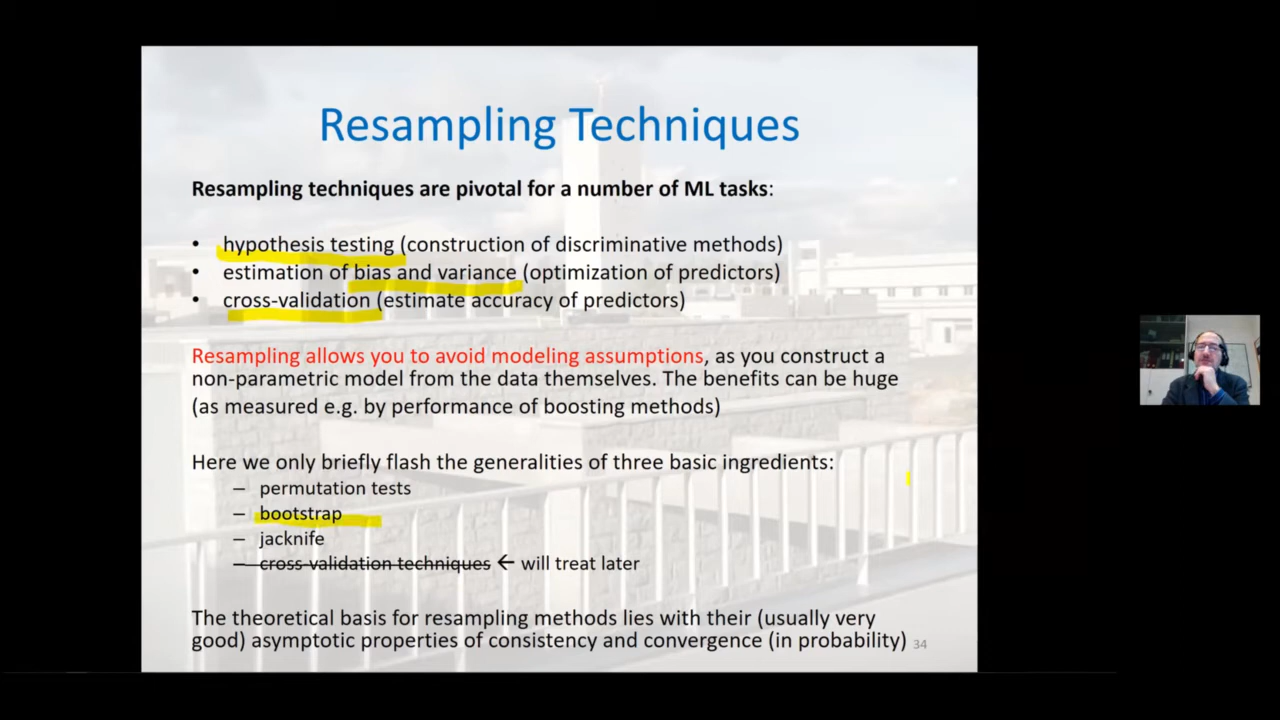 Resampling Techniques
Resampling techniques are pivotal for a number of ML tasks:
• hypothesis testing (construction of discriminative methods)
• estimation of bias and variance (optimization of predictors)
• cross-validation (estimate accuracy of predictors)
Resampling allows you to avoid modeling assumptions, as you construct a
non-parametric model from the data themselves. The benefits can be huge
(as measured e.g. by performance of boosting methods)
Here we only briefly flash the generalities of three basic ingredients:
– permutation tests
– bootstrap
– jacknife
– cross-validation techniques ← will treat later
The theoretical basis for resampling methods lies with their (usually very
good) asymptotic properties of consistency and convergence (in probability)
34